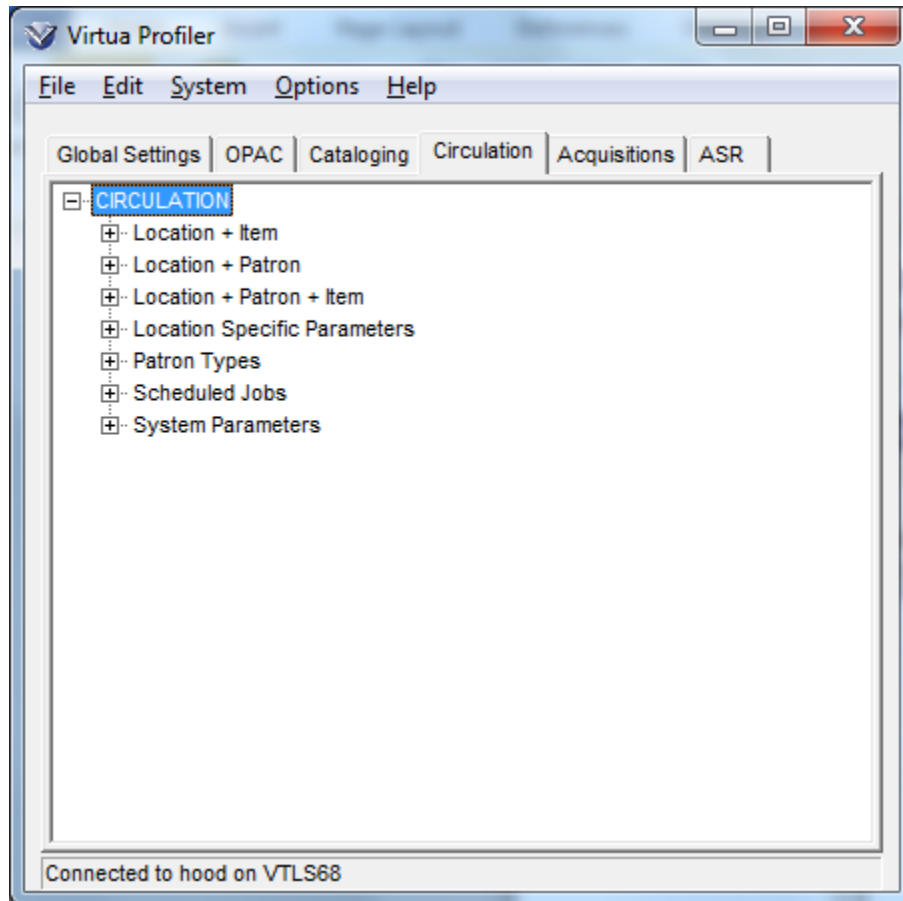 Virtua Profiler
File Edit System Options Help
Global Settings OPAC Cataloging Circulation Acquisitions ASR
CIRCULATION
Location + Item
Location + Patron
Location + Patron + Item
Location Specific Parameters
Patron Types
Scheduled Jobs
System Parameters
Connected to hood on VTLS68